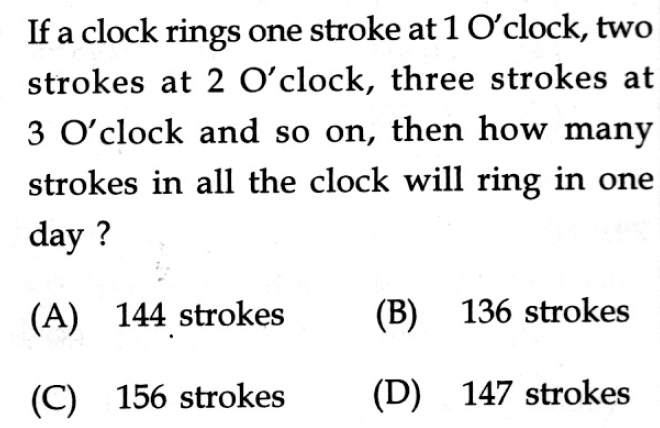 If a clock rings one stroke at 1 O’clock, two
strokes at 2 O’clock, three strokes at
3 O’clock and so on, then how many
strokes in all the clock will ring in one
day ?
(A) 144 strokes (B) 136 strokes
(C) 156 strokes (D) 147 strokes